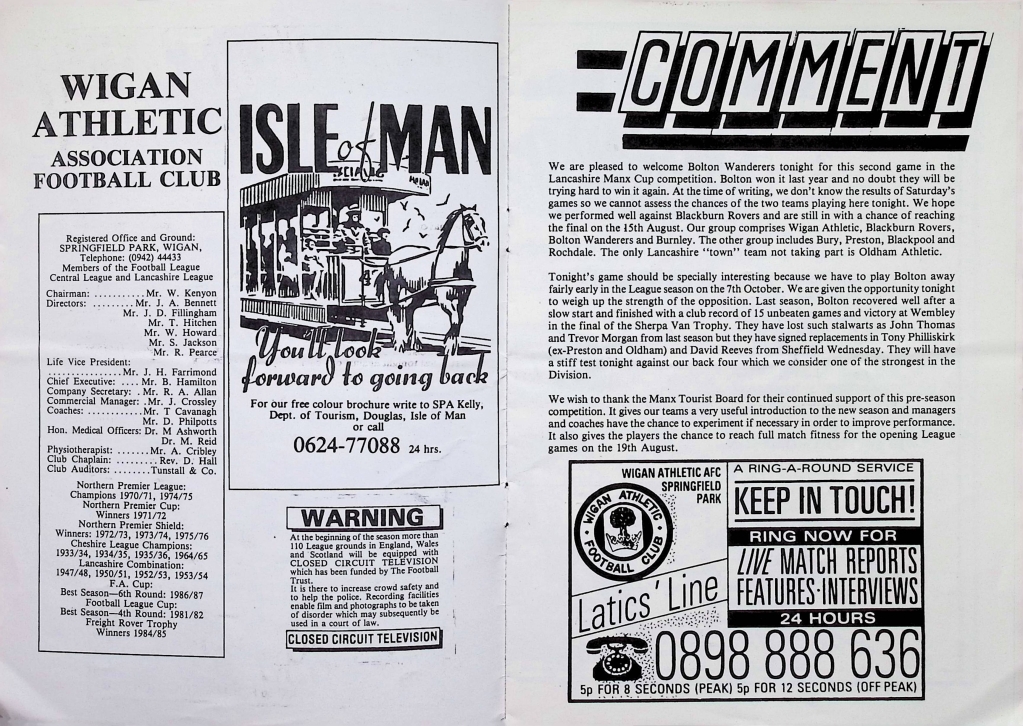 WIGAN
ATHLETIC
ASSOCIATION
FOOTBALL CLUB
Registered Office and Ground:
SPRINGFIELD PARK, WIGAN,
Telephone: (0942) 44433
Members of the Football League
Central League and Lancashire League
Chairman: ...........Mr. W. Kenyon
Directors: .........Mr. J. A. Bennett
Mr. J. D. Fillingham
Mr. T. Hitchen
Mr. W. Howard
Mr. S. Jackson
Mr. R. Pearce
Life Vice President:
................Mr. J. H. Farrimond
Chief Executive: ....Mr. B. Hamilton
Company Secretary: .Mr. R. A. Allan
Commercial Manager: .Mr. J. Crossley
Coaches: ............Mr. T Cavanagh
Mr. D. Philpotts
Hon. Medical Officers: Dr. M Ashworth
Dr. M. Reid
Physiotherapist: .......Mr. A. Cribley
Club Chaplain: .........Rev. D. Hall
Club Auditors: .........Tunstall & Co.
Northern Premier League:
Champions 1970/71, 1974/75
Northern Premier Cup:
Winners 1971/72
Northern Premier Shield:
Winners: 1972/73, 1973/74, 1975/76
Cheshire League Champions:
1933/34, 1934/35, 1935/36, 1964/65
Lancashire Combination:
1947/48, 1950/51, 1952/53, 1953/54
F.A. Cup:
Best Season—6th Round: 1986/87
Football League Cup:
Best Season—4th Round: 1981/82
Freight Rover Trophy
Winners 1984/85
ISLE of MAN
You'll look
forward to going back
For our free colour brochure write to SPA Kelly,
Dept. of Tourism, Douglas, Isle of Man
or call
0624-77088 24 hrs.
WARNING
At the beginning of the season more than
110 League grounds in England, Wales
and Scotland will be equipped with
CLOSED CIRCUIT TELEVISION
which has been funded by The Football
Trust.
It is there to increase crowd safety and
to help the police. Recording facilities
enable film and photographs to be taken
of disorder which may subsequently be
used in a court of law.
CLOSED CIRCUIT TELEVISION
COMMENT
We are pleased to welcome Bolton Wanderers tonight for this second game in the
Lancashire Manx Cup competition. Bolton won it last year and no doubt they will be
trying hard to win it again. At the time of writing, we don't know the results of Saturday's
games so we cannot assess the chances of the two teams playing here tonight. We hope
we performed well against Blackburn Rovers and are still in with a chance of reaching
the final on the 15th August. Our group comprises Wigan Athletic, Blackburn Rovers,
Bolton Wanderers and Burnley. The other group includes Bury, Preston, Blackpool and
Rochdale. The only Lancashire "town" team not taking part is Oldham Athletic.
Tonight's game should be specially interesting because we have to play Bolton away
fairly early in the League season on the 7th October. We are given the opportunity tonight
to weigh up the strength of the opposition. Last season, Bolton recovered well after a
slow start and finished with a club record of 15 unbeaten games and victory at Wembley
in the final of the Sherpa Van Trophy. They have lost such stalwarts as John Thomas
and Trevor Morgan from last season but they have signed replacements in Tony Philliskirk
(ex-Preston and Oldham) and David Reeves from Sheffield Wednesday. They will have
a stiff test tonight against our back four which we consider one of the strongest in the
Division.
We wish to thank the Manx Tourist Board for their continued support of this pre-season
competition. It gives our teams a very useful introduction to the new season and managers
and coaches have the chance to experiment if necessary in order to improve performance.
It also gives the players the chance to reach full match fitness for the opening League
games on the 19th August.
WIGAN ATHLETIC AFC
SPRINGFIELD
PARK
WIGAN ATHLETIC
FOOTBALL CLUB
Latics' Line
A RING-A-ROUND SERVICE
KEEP IN TOUCH!
RING NOW FOR
LIVE MATCH REPORTS
FEATURES·INTERVIEWS
24 HOURS
0898 888 636
5p FOR 8 SECONDS (PEAK) 5p FOR 12 SECONDS (OFF PEAK)